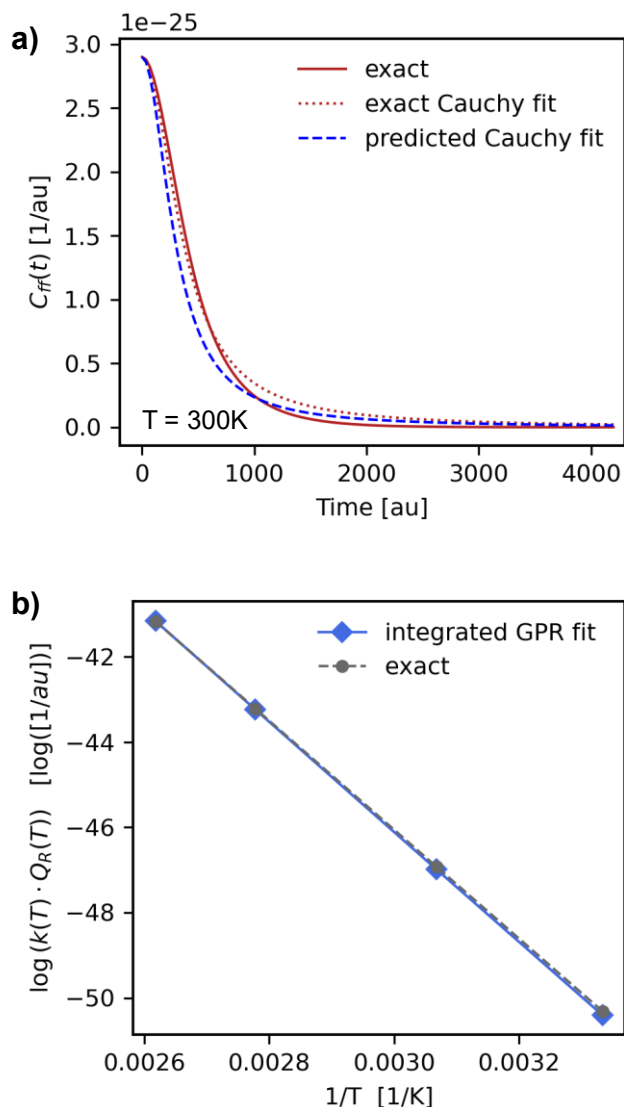 a)
1e−25
3.0
2.5
2.0
1.5
1.0
0.5
0.0
C_ff(t) [1/au]
exact
exact Cauchy fit
predicted Cauchy fit
T = 300K
0 1000 2000 3000 4000
Time [au]
b)
−42
−44
−46
−48
−50
log (k(T) · Q_R(T)) [log([1/au])]
integrated GPR fit
exact
0.0026 0.0028 0.0030 0.0032
1/T [1/K]